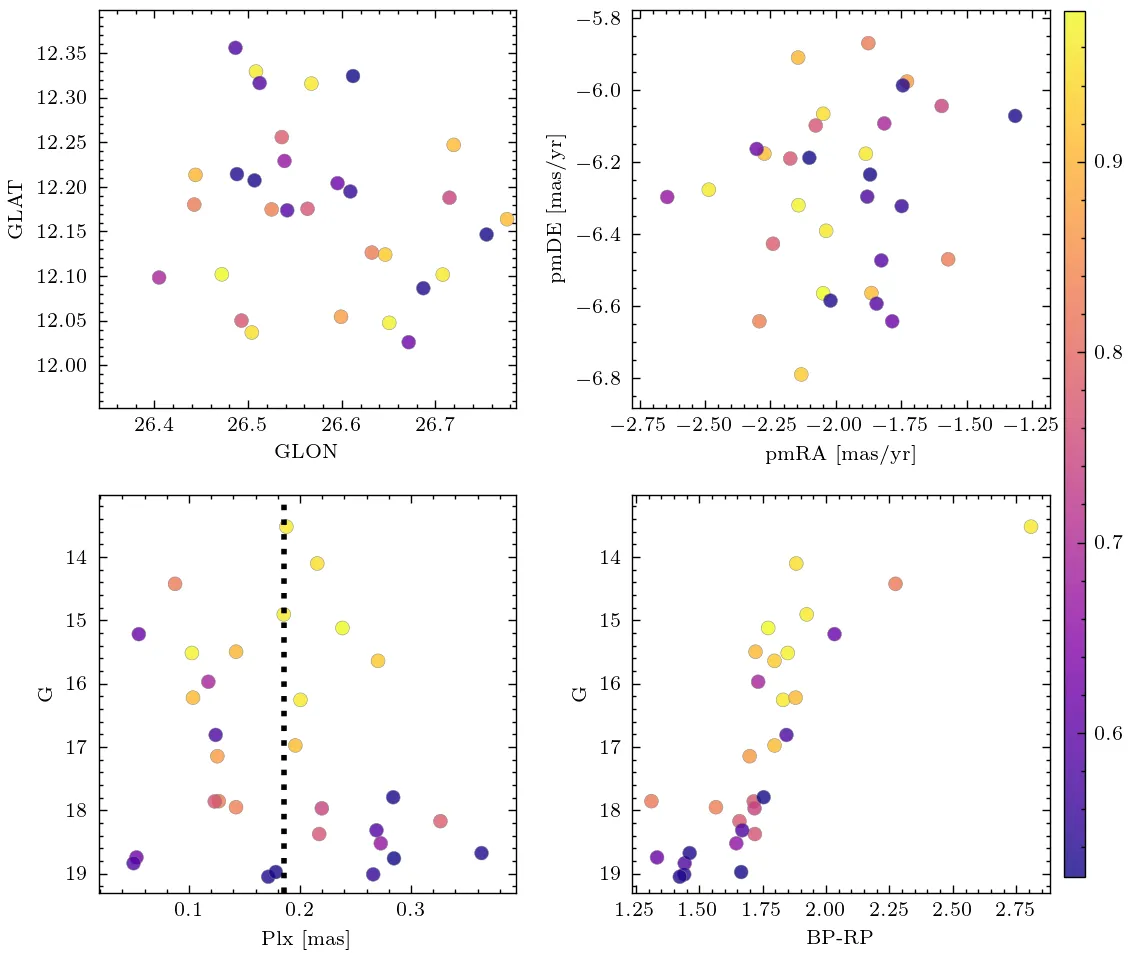 12.35
12.30
12.25
12.20
12.15
12.10
12.05
12.00
GLAT
26.4 26.5 26.6 26.7
GLON
−5.8
−6.0
−6.2
−6.4
−6.6
−6.8
pmDE [mas/yr]
−2.75 −2.50 −2.25 −2.00 −1.75 −1.50 −1.25
pmRA [mas/yr]
0.9
0.8
0.7
0.6
14
15
16
17
18
19
G
0.1 0.2 0.3
Plx [mas]
14
15
16
17
18
19
G
1.25 1.50 1.75 2.00 2.25 2.50 2.75
BP-RP